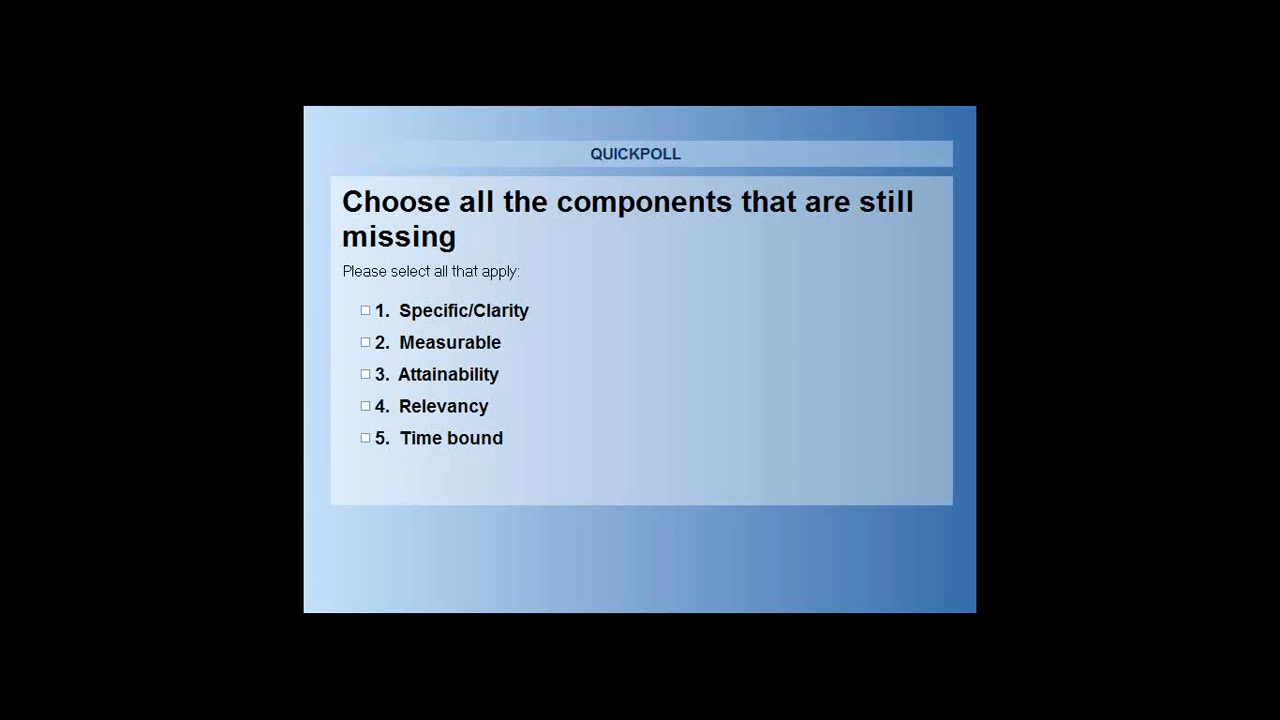 QUICKPOLL
Choose all the components that are still
missing
Please select all that apply:
1. Specific/Clarity
2. Measurable
3. Attainability
4. Relevancy
5. Time bound